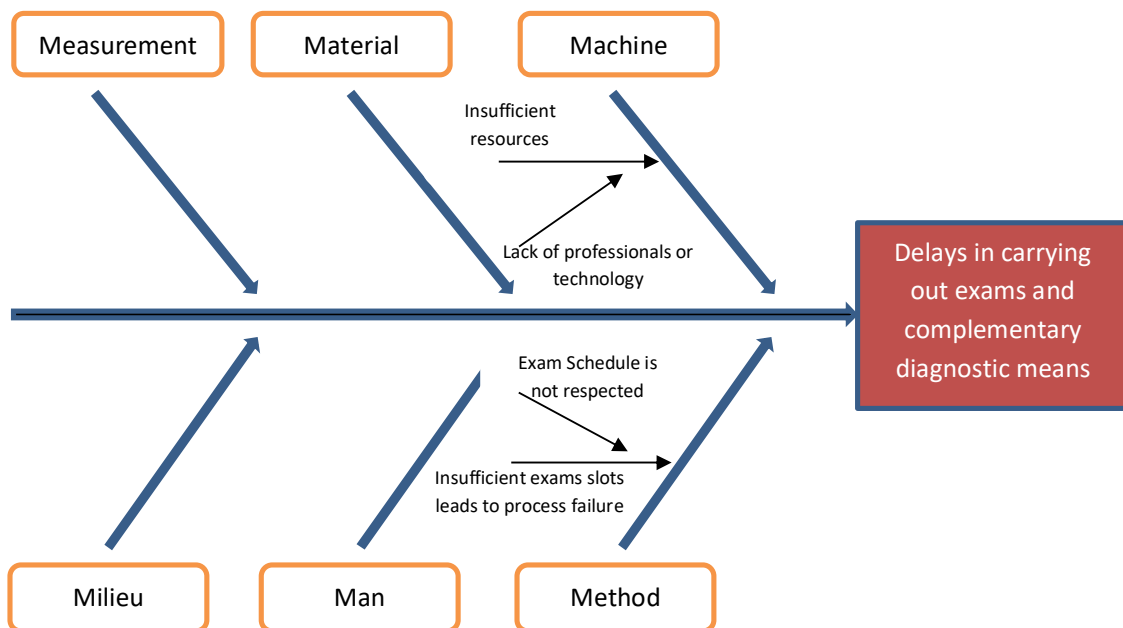 Measurement
Material
Machine
Insufficient
resources
Lack of professionals or
technology
Delays in carrying
out exams and
complementary
diagnostic means
Exam Schedule is
not respected
Insufficient exams slots
leads to process failure
Milieu
Man
Method